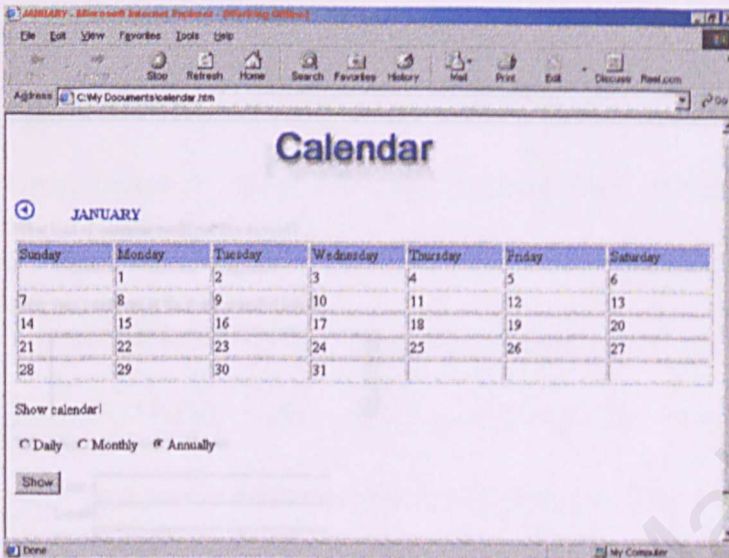 JANUARY - Microsoft Internet Explorer - [Working Offline]
File Edit View Favorites Tools Help
Stop Refresh Home Search Favorites History Mail Print Edit Discuss Real.com
Address C:\My Documents\calendar.htm Go
Calendar
JANUARY
Sunday Monday Tuesday Wednesday Thursday Friday Saturday
1 2 3 4 5 6
7 8 9 10 11 12 13
14 15 16 17 18 19 20
21 22 23 24 25 26 27
28 29 30 31
Show calendar!
Daily Monthly Annually
Show
Done My Computer